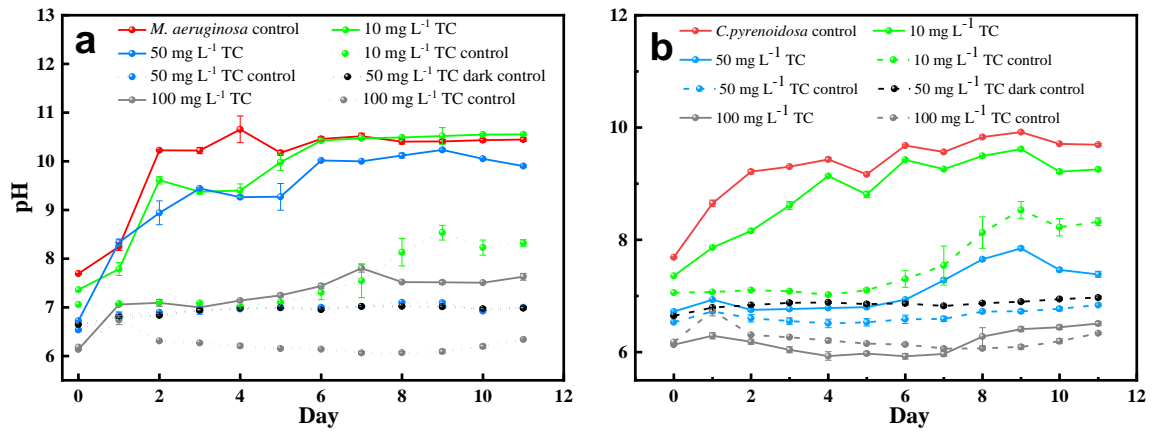 a
M. aeruginosa control
10 mg L⁻¹ TC
50 mg L⁻¹ TC
10 mg L⁻¹ TC control
50 mg L⁻¹ TC control
50 mg L⁻¹ TC dark control
100 mg L⁻¹ TC
100 mg L⁻¹ TC control
13
12
11
10
9
8
7
6
pH
0
2
4
6
8
10
12
Day
b
C.pyrenoidosa control
10 mg L⁻¹ TC
50 mg L⁻¹ TC
10 mg L⁻¹ TC control
50 mg L⁻¹ TC control
50 mg L⁻¹ TC dark control
100 mg L⁻¹ TC
100 mg L⁻¹ TC control
12
10
8
6
0
2
4
6
8
10
12
Day